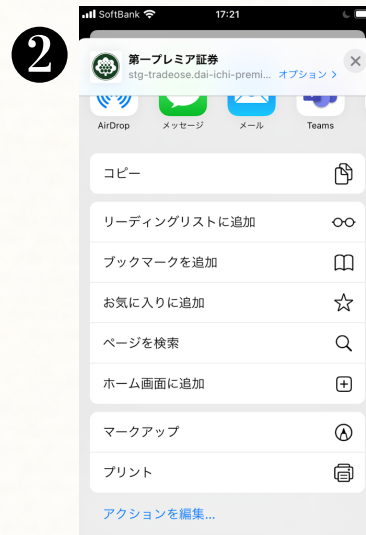 2
SoftBank 17:21
第一プレミア証券
stg-tradeose.dai-ichi-premi... オプション >
AirDrop メッセージ メール Teams
コピー
リーディングリストに追加
ブックマークを追加
お気に入りに追加
ページを検索
ホーム画面に追加
マークアップ
プリント
アクションを編集...